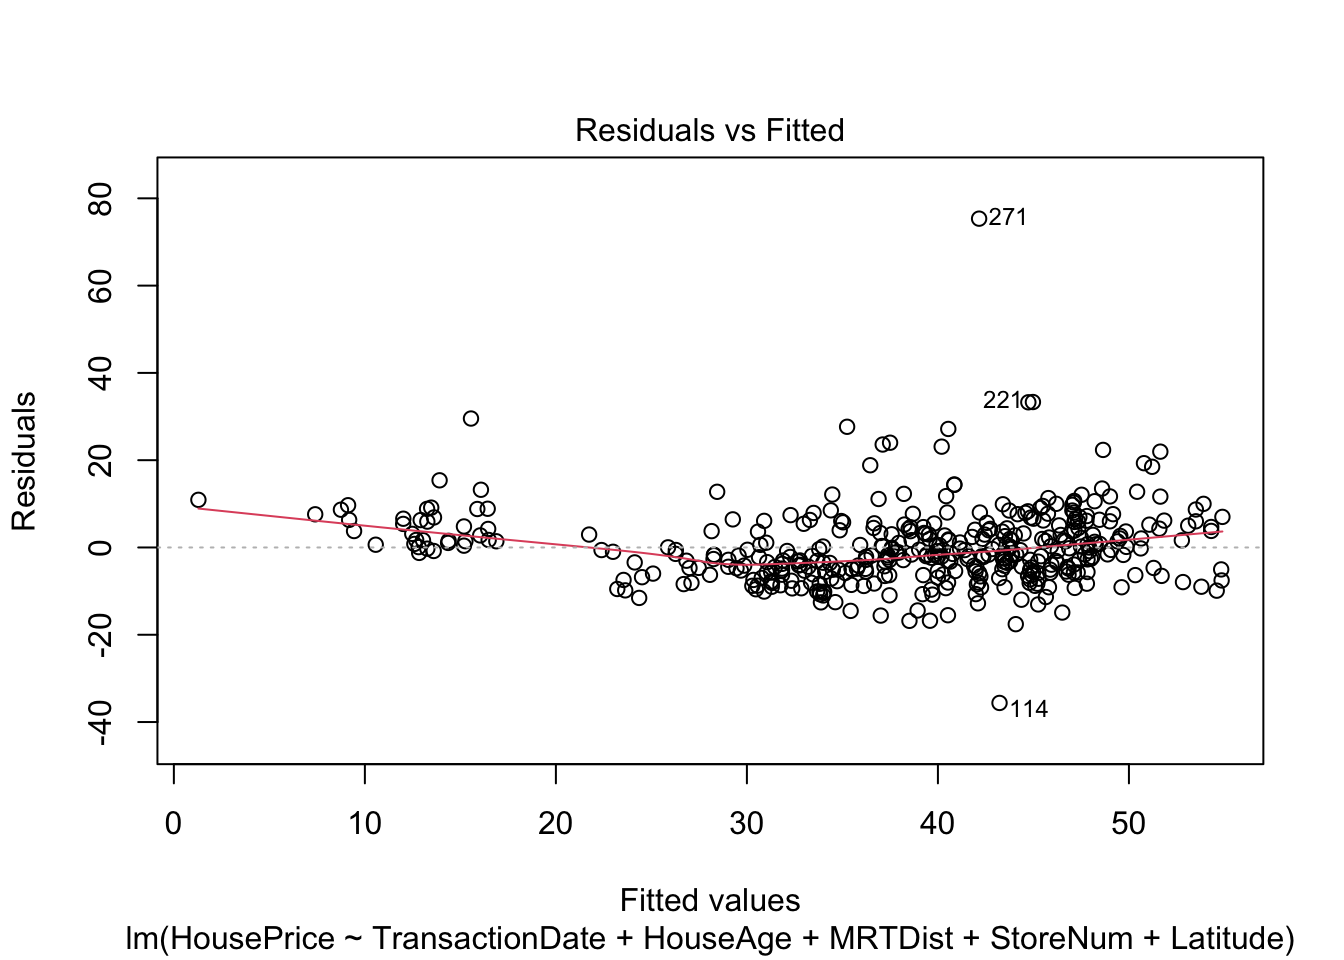 Residuals vs Fitted
80
60
40
20
0
-20
-40
Residuals
271
221
114
0 10 20 30 40 50
Fitted values
lm(HousePrice ~ TransactionDate + HouseAge + MRTDist + StoreNum + Latitude)